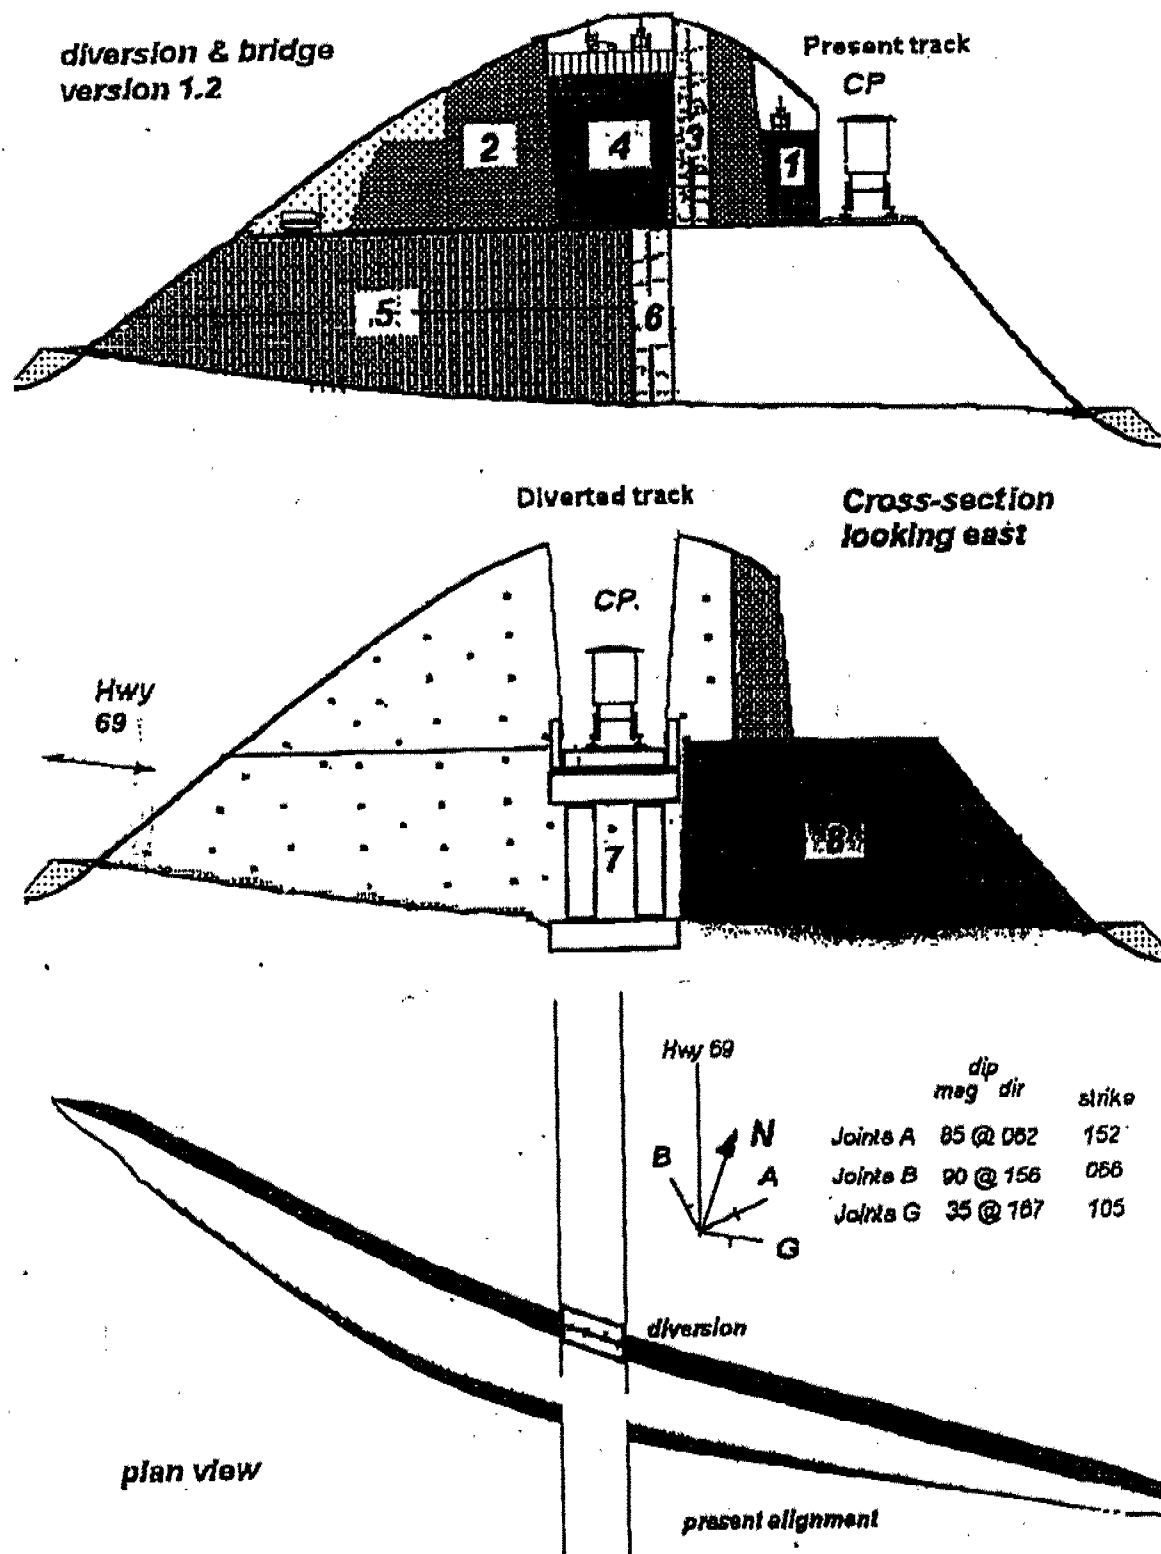 diversion & bridge
version 1.2
Present track
CP
2
4
3
1
5
6
Diverted track
Cross-section
looking east
CP.
Hwy
69
7
8
Hwy 69
dip
mag dir
strike
N
B
A
G
Joints A 85 @ 062 152
Joints B 90 @ 156 066
Joints G 35 @ 167 105
diversion
plan view
present alignment